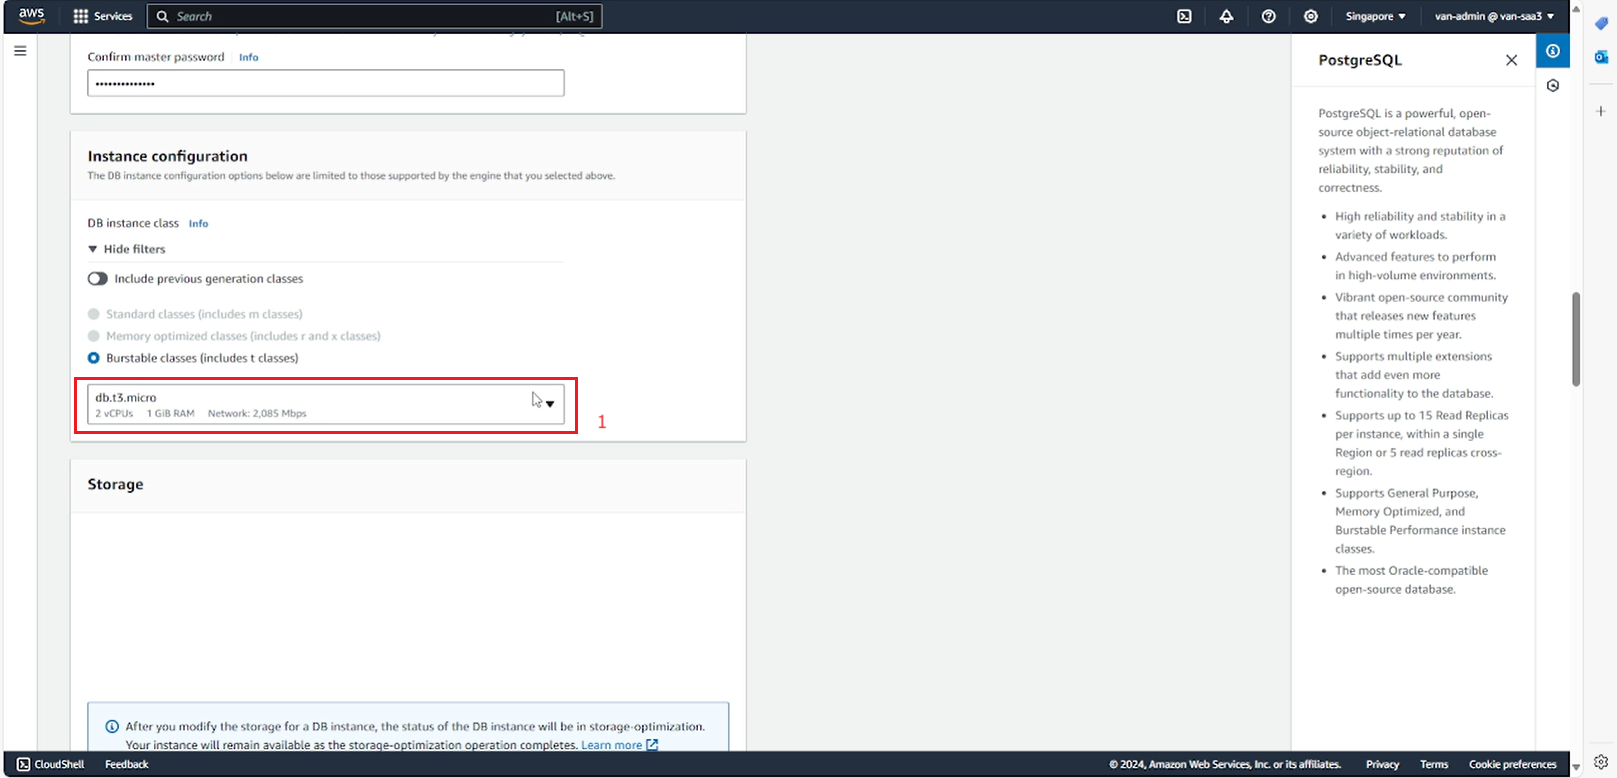 aws
Services
Search
[Alt+S]
Singapore
van-admin @ van-saa3
Confirm master password
Info
••••••••••••••
Instance configuration
The DB instance configuration options below are limited to those supported by the engine that you selected above.
DB instance class
Info
Hide filters
Include previous generation classes
Standard classes (includes m classes)
Memory optimized classes (includes r and x classes)
Burstable classes (includes t classes)
db.t3.micro
2 vCPUs 1 GiB RAM Network: 2,085 Mbps
1
Storage
After you modify the storage for a DB instance, the status of the DB instance will be in storage-optimization.
Your instance will remain available as the storage-optimization operation completes. Learn more
PostgreSQL
PostgreSQL is a powerful, open-
source object-relational database
system with a strong reputation of
reliability, stability, and
correctness.
• High reliability and stability in a
variety of workloads.
• Advanced features to perform
in high-volume environments.
• Vibrant open-source community
that releases new features
multiple times per year.
• Supports multiple extensions
that add even more
functionality to the database.
• Supports up to 15 Read Replicas
per instance, within a single
Region or 5 read replicas cross-
region.
• Supports General Purpose,
Memory Optimized, and
Burstable Performance instance
classes.
• The most Oracle-compatible
open-source database.
CloudShell
Feedback
© 2024, Amazon Web Services, Inc. or its affiliates.
Privacy
Terms
Cookie preferences